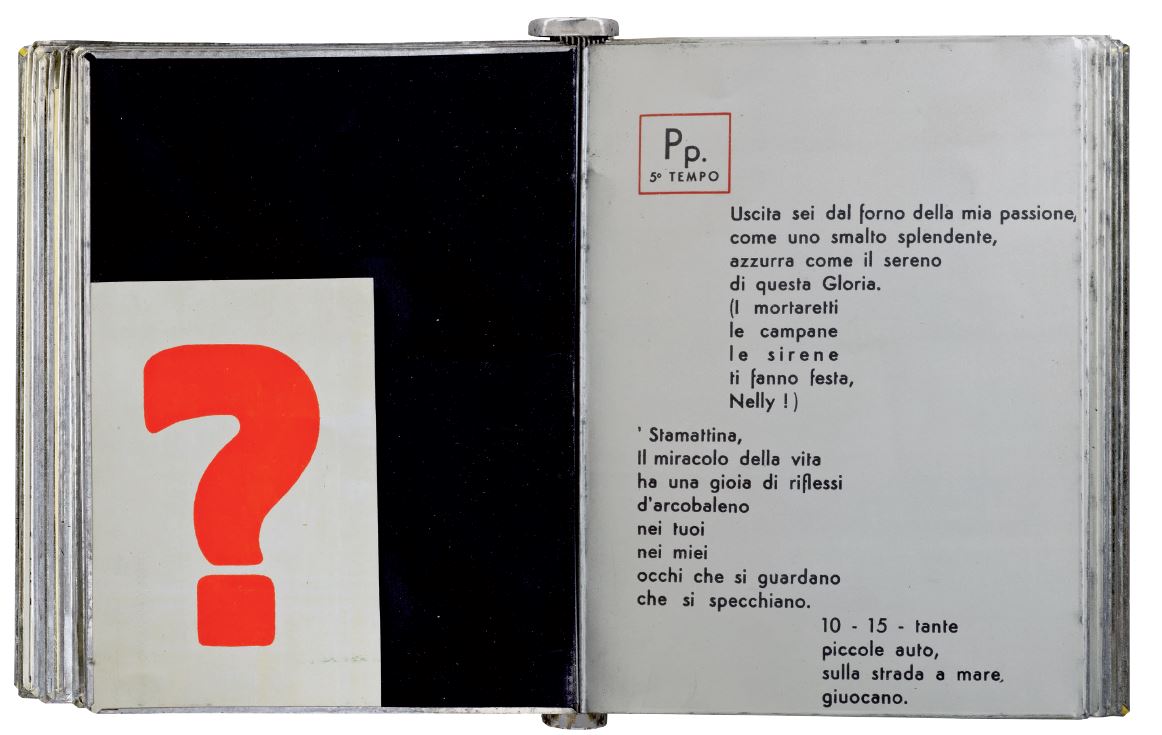 ?
Pp.
5º TEMPO
Uscita sei dal forno della mia passione,
come uno smalto splendente,
azzurra come il sereno
di questa Gloria.
(I mortaretti
le campane
le sirene
ti fanno festa,
Nelly !)
' Stamattina,
Il miracolo della vita
ha una gioia di riflessi
d'arcobaleno
nei tuoi
nei miei
occhi che si guardano
che si specchiano.
10 - 15 - tante
piccole auto,
sulla strada a mare,
giuocano.